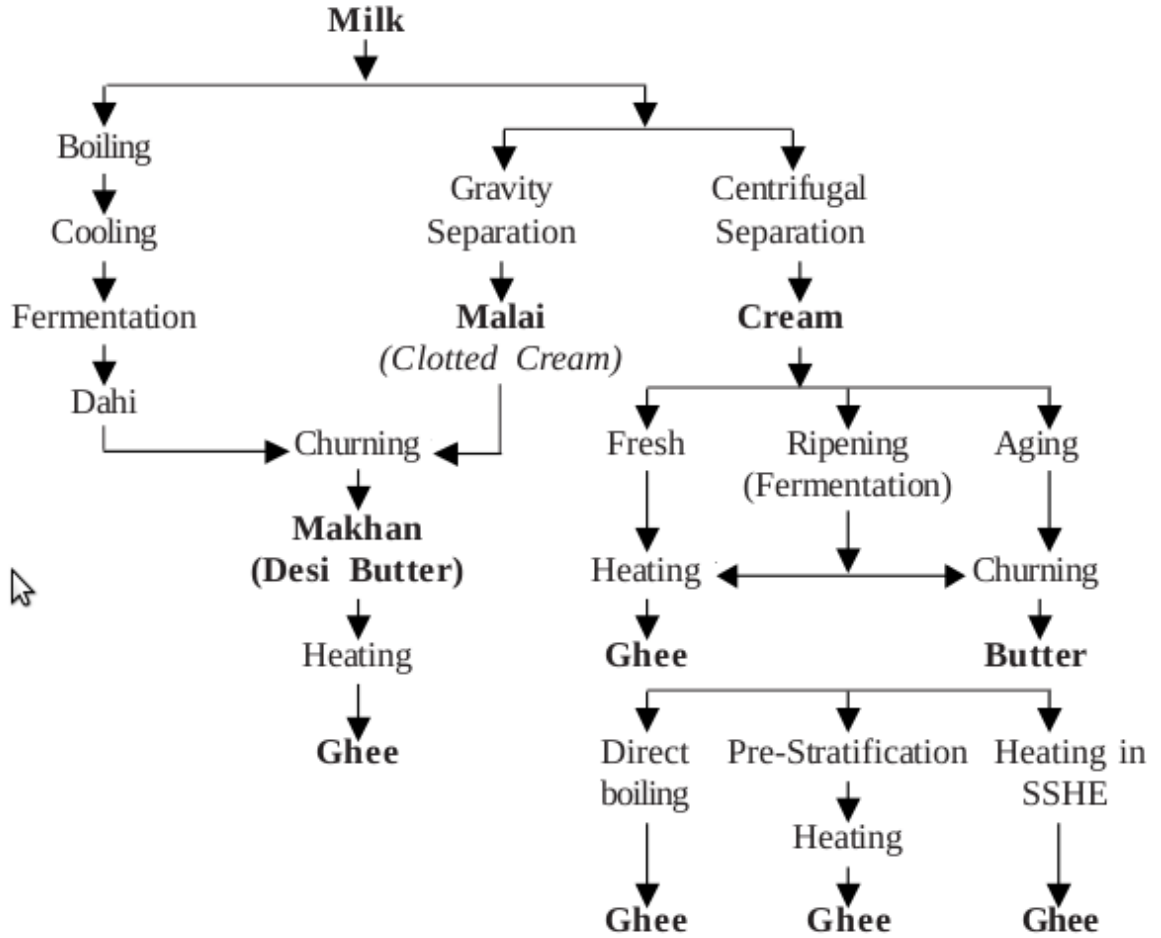 Milk
Boiling
Gravity Separation
Centrifugal Separation
Cooling
Fermentation
Malai
(Clotted Cream)
Cream
Dahi
Churning
Fresh
Ripening
(Fermentation)
Aging
Makhan
(Desi Butter)
Heating
Churning
Heating
Ghee
Butter
Ghee
Direct
boiling
Pre-Stratification
Heating in
SSHE
Heating
Ghee
Ghee
Ghee